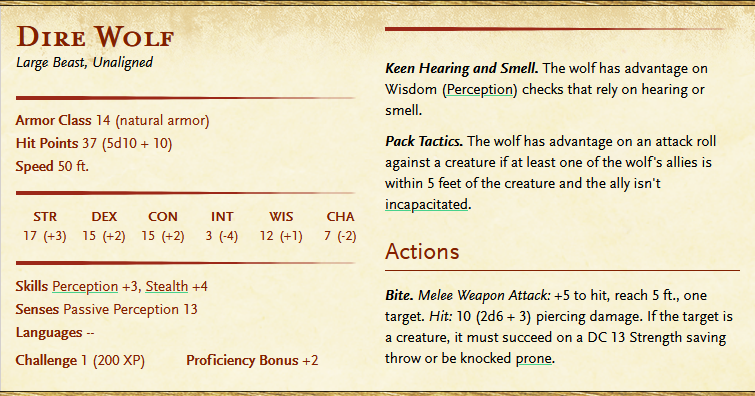 Dire Wolf
Large Beast, Unaligned
Armor Class 14 (natural armor)
Hit Points 37 (5d10 + 10)
Speed 50 ft.
STR DEX CON INT WIS CHA
17 (+3) 15 (+2) 15 (+2) 3 (-4) 12 (+1) 7 (-2)
Skills Perception +3, Stealth +4
Senses Passive Perception 13
Languages --
Challenge 1 (200 XP) Proficiency Bonus +2
Keen Hearing and Smell. The wolf has advantage on
Wisdom (Perception) checks that rely on hearing or
smell.
Pack Tactics. The wolf has advantage on an attack roll
against a creature if at least one of the wolf's allies is
within 5 feet of the creature and the ally isn't
incapacitated.
Actions
Bite. Melee Weapon Attack: +5 to hit, reach 5 ft., one
target. Hit: 10 (2d6 + 3) piercing damage. If the target is
a creature, it must succeed on a DC 13 Strength saving
throw or be knocked prone.